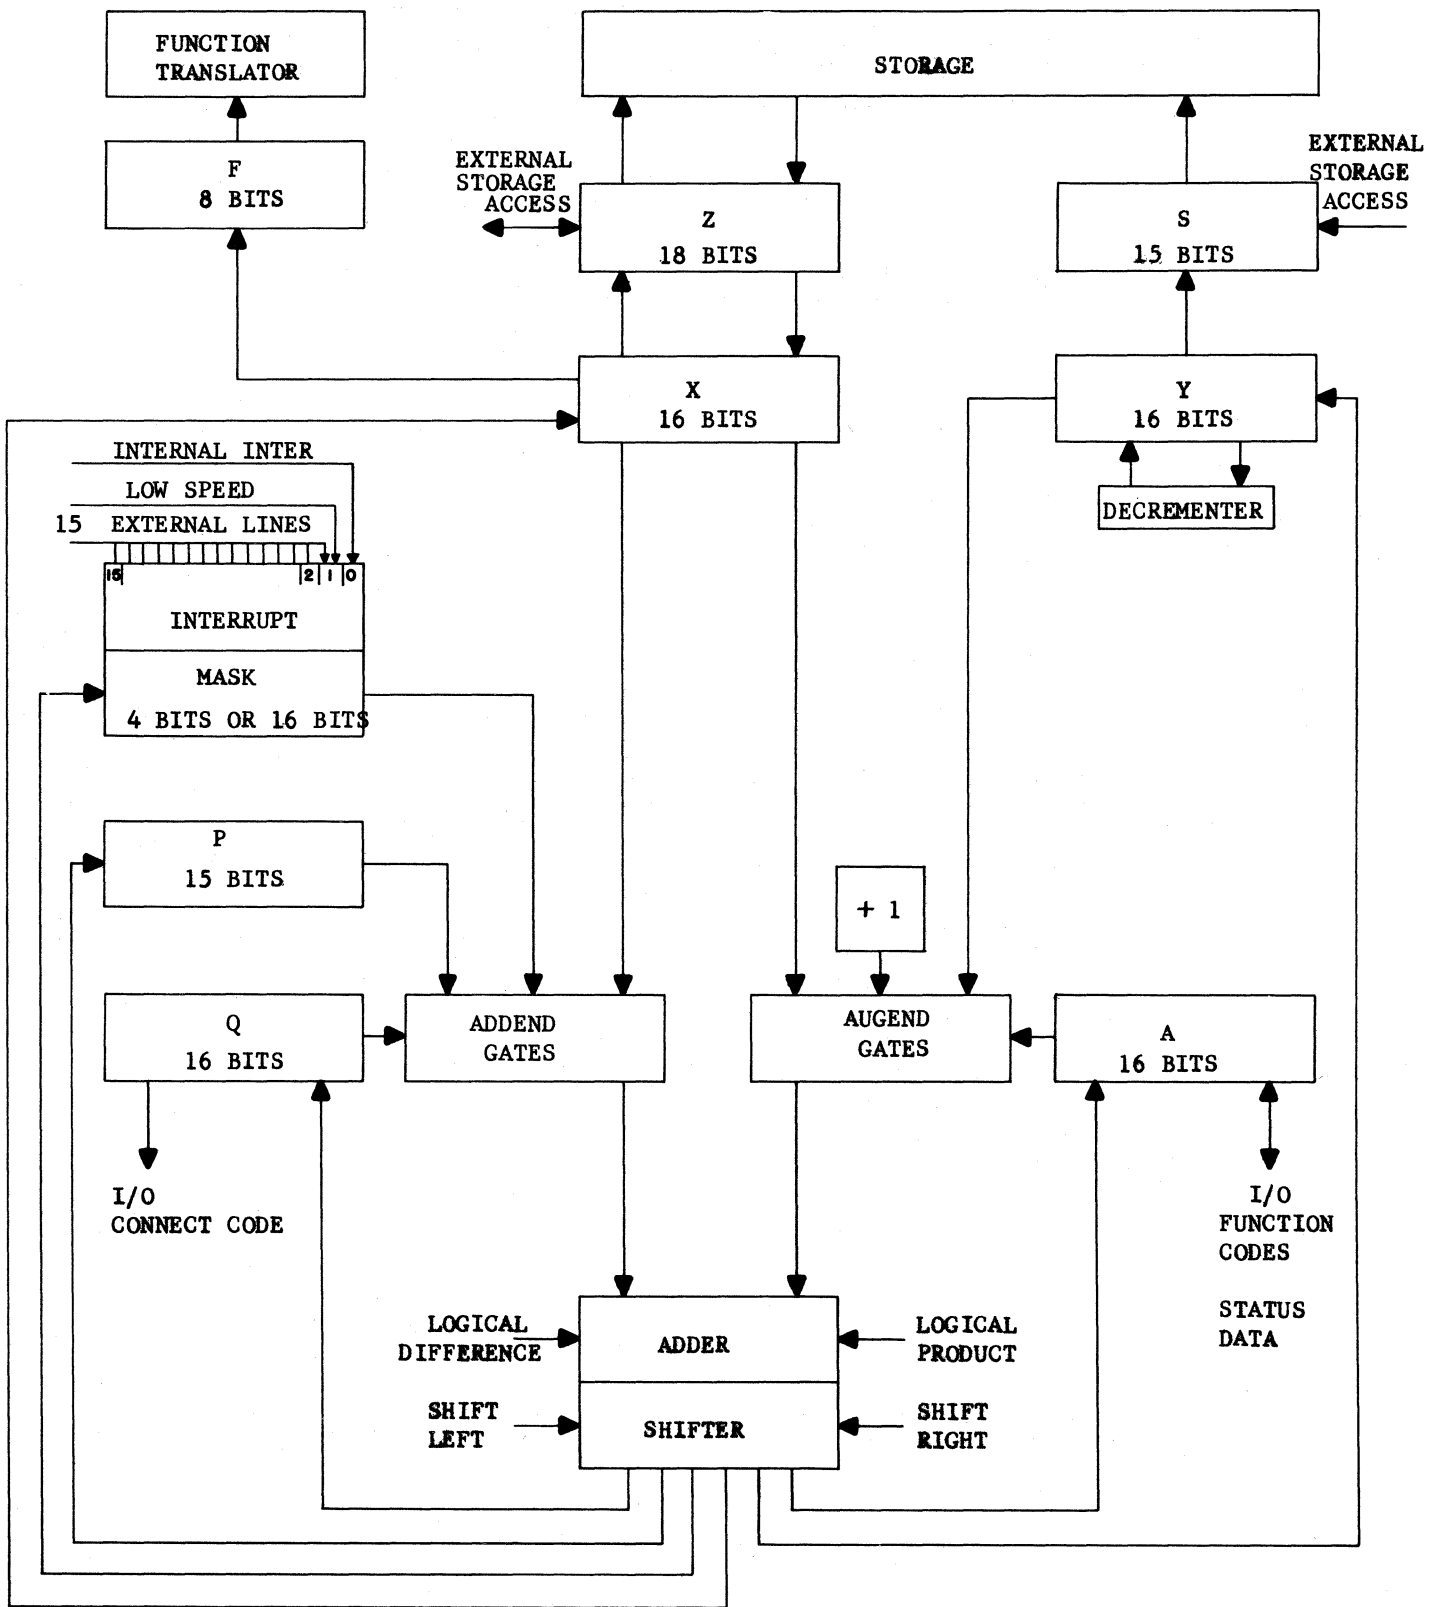 FUNCTION
TRANSLATOR
STORAGE
F
8 BITS
EXTERNAL
STORAGE
ACCESS
Z
18 BITS
S
15 BITS
EXTERNAL
STORAGE
ACCESS
X
16 BITS
Y
16 BITS
DECREMENTER
INTERNAL INTER
LOW SPEED
15 EXTERNAL LINES
15 2 1 0
INTERRUPT
MASK
4 BITS OR 16 BITS
P
15 BITS
+ 1
Q
16 BITS
ADDEND
GATES
AUGEND
GATES
A
16 BITS
I/O
CONNECT CODE
I/O
FUNCTION
CODES
STATUS
DATA
LOGICAL
DIFFERENCE
ADDER
LOGICAL
PRODUCT
SHIFT
LEFT
SHIFTER
SHIFT
RIGHT